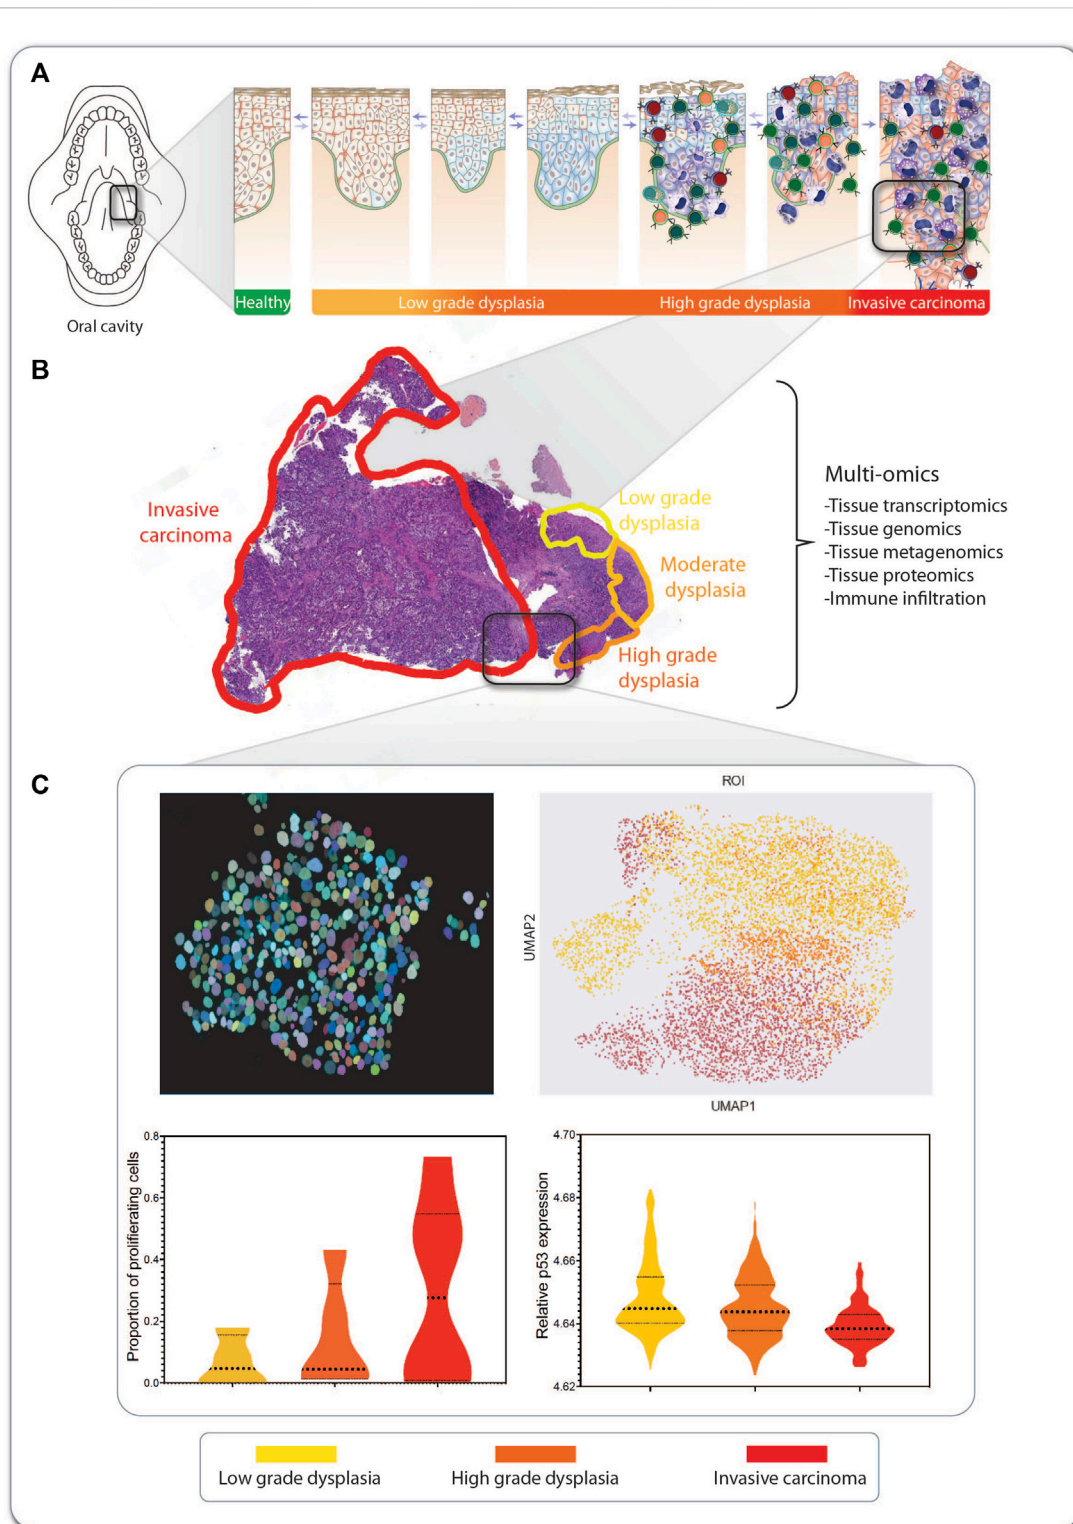 A
Oral cavity
Healthy
Low grade dysplasia
High grade dysplasia
Invasive carcinoma
B
Invasive
carcinoma
Low grade
dysplasia
Moderate
dysplasia
High grade
dysplasia
Multi-omics
-Tissue transcriptomics
-Tissue genomics
-Tissue metagenomics
-Tissue proteomics
-Immune infiltration
C
ROI
UMAP2
UMAP1
Proportion of proliferating cells
0.8
0.6
0.4
0.2
0.0
Relative p53 expression
4.70
4.68
4.66
4.64
4.62
Low grade dysplasia
High grade dysplasia
Invasive carcinoma